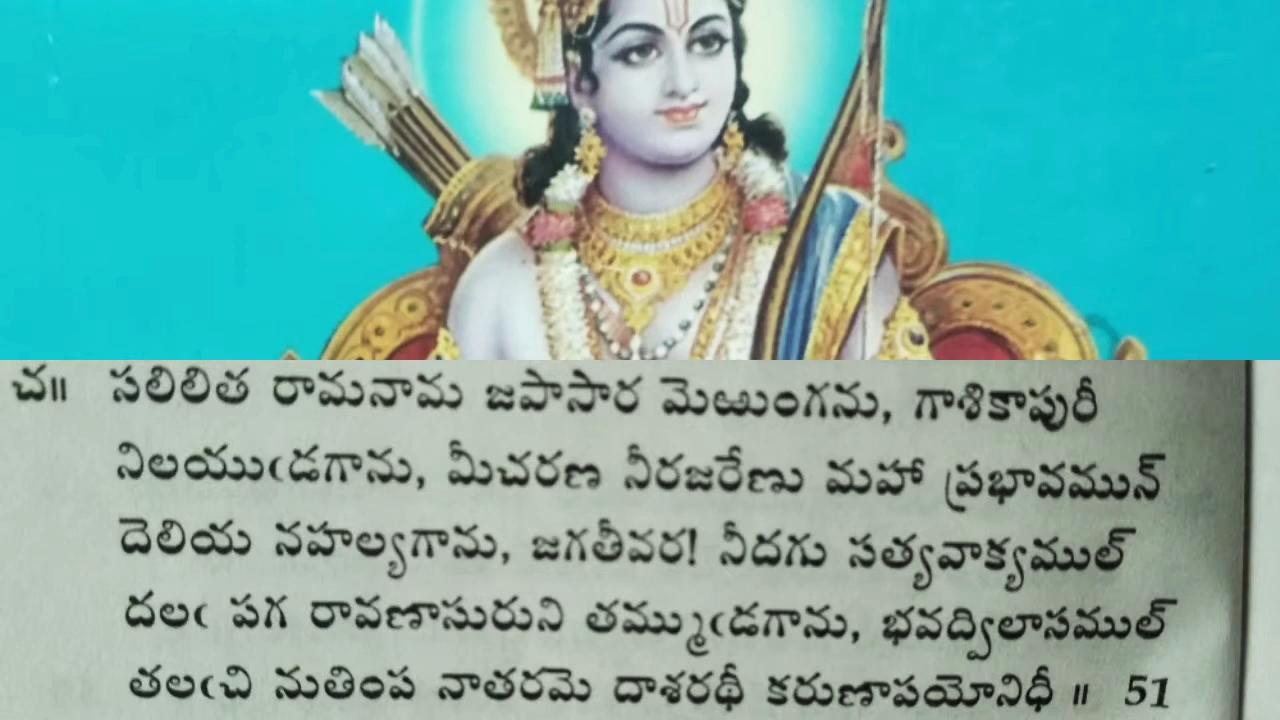 చ॥ సలిలిత రామనామ జపాసార మెఱుంగను, గాశికాపురీ
నిలయుఁడగాను, మీచరణ నీరజరేణు మహా ప్రభావమున్
దెలియ నహల్యగాను, జగతీవర! నీదగు సత్యవాక్యముల్
దలఁ పగ రావణాసురుని తమ్ముఁడగాను, భవద్విలాసముల్
తలఁచి నుతింప నాతరమె దాశరథీ కరుణాపయోనిధీ ॥ 51